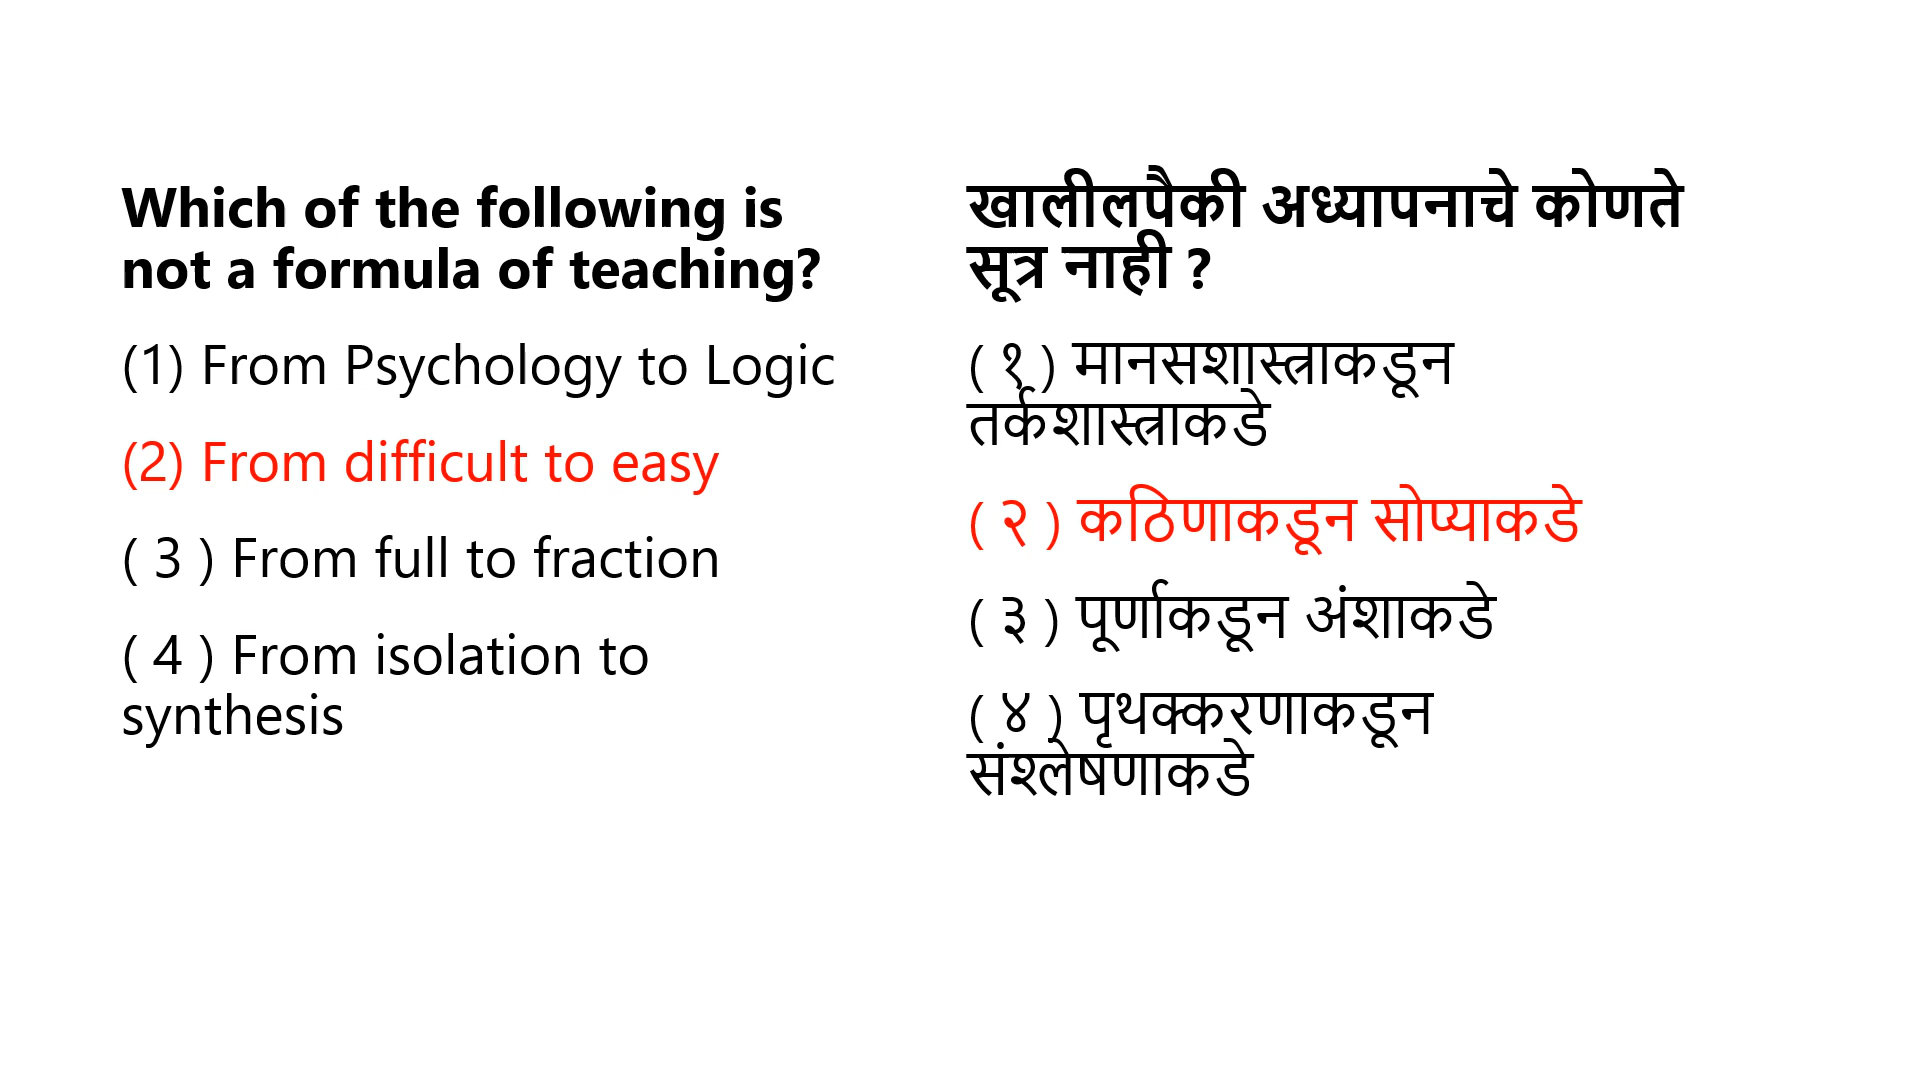 Which of the following is
not a formula of teaching?
(1) From Psychology to Logic
(2) From difficult to easy
( 3 ) From full to fraction
( 4 ) From isolation to
synthesis
खालीलपैकी अध्यापनाचे कोणते
सूत्र नाही ?
( १ ) मानसशास्त्राकडून
तर्कशास्त्राकडे
( २ ) कठिणाकडून सोप्याकडे
( ३ ) पूर्णाकडून अंशाकडे
( ४ ) पृथक्करणाकडून
संश्लेषणाकडे